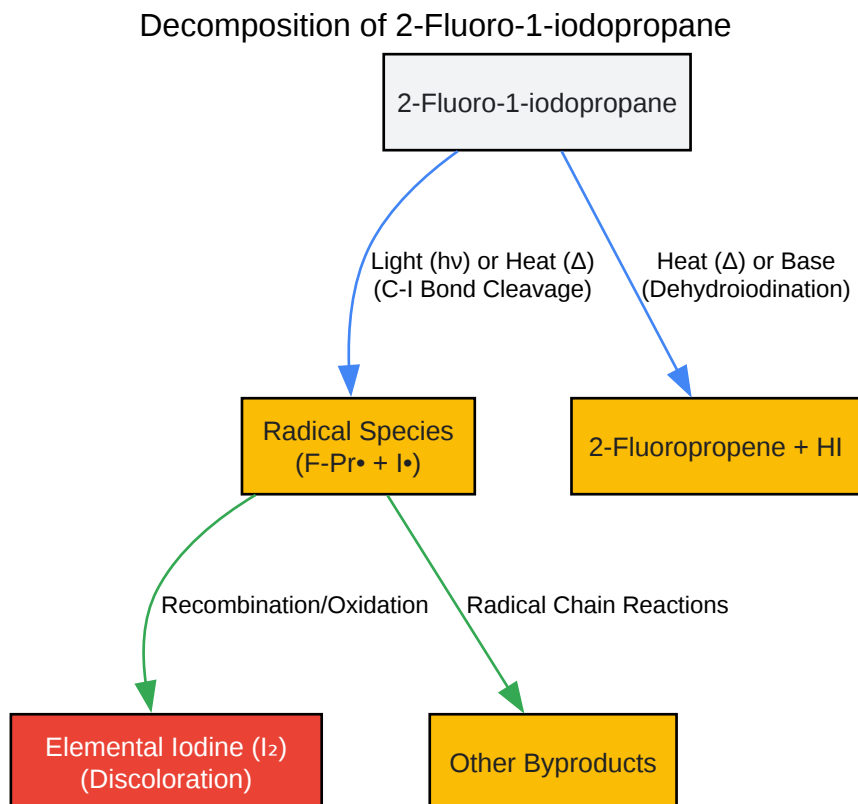 Decomposition of 2-Fluoro-1-iodopropane
2-Fluoro-1-iodopropane
Light (hν) or Heat (Δ)
(C-I Bond Cleavage)
Heat (Δ) or Base
(Dehydroiodination)
Radical Species
(F-Pr• + I•)
2-Fluoropropene + HI
Recombination/Oxidation
Radical Chain Reactions
Elemental Iodine (I₂)
(Discoloration)
Other Byproducts